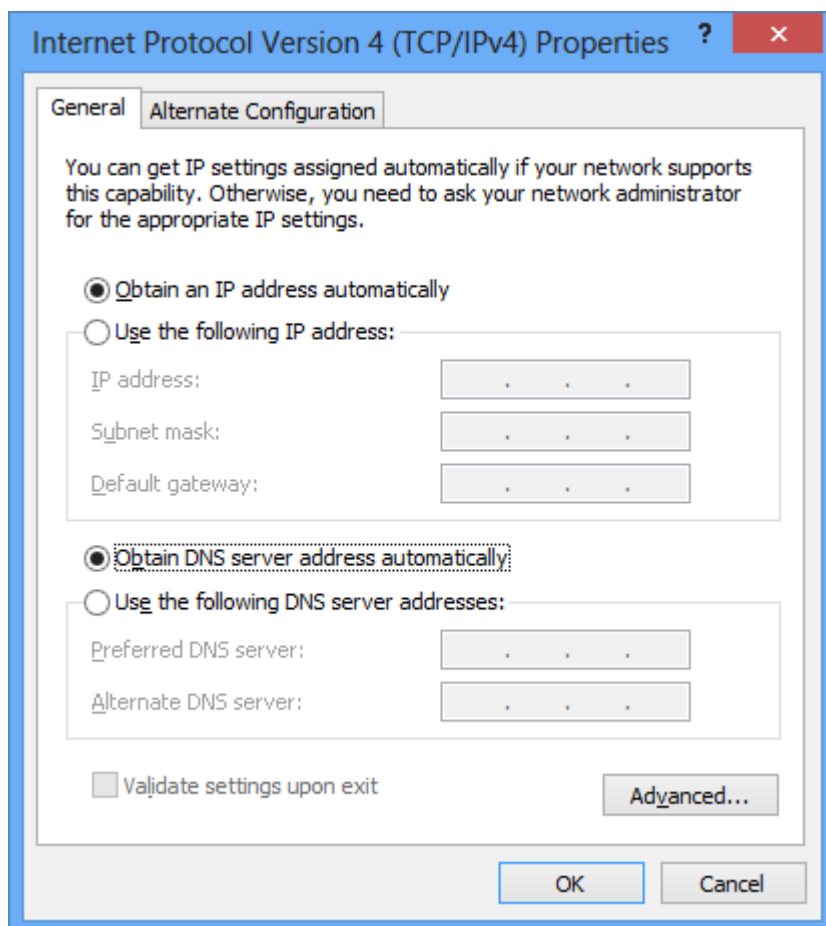 Internet Protocol Version 4 (TCP/IPv4) Properties ?
General Alternate Configuration
You can get IP settings assigned automatically if your network supports
this capability. Otherwise, you need to ask your network administrator
for the appropriate IP settings.
Obtain an IP address automatically
Use the following IP address:
IP address: . . .
Subnet mask: . . .
Default gateway: . . .
Obtain DNS server address automatically
Use the following DNS server addresses:
Preferred DNS server: . . .
Alternate DNS server: . . .
Validate settings upon exit
Advanced...
OK Cancel